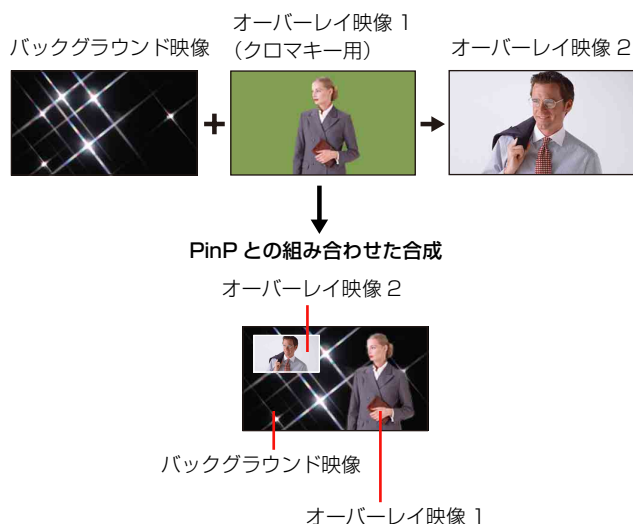 バックグラウンド映像
オーバーレイ映像 1
（クロマキー用）
オーバーレイ映像 2
PinP との組み合わせた合成
オーバーレイ映像 2
バックグラウンド映像
オーバーレイ映像 1